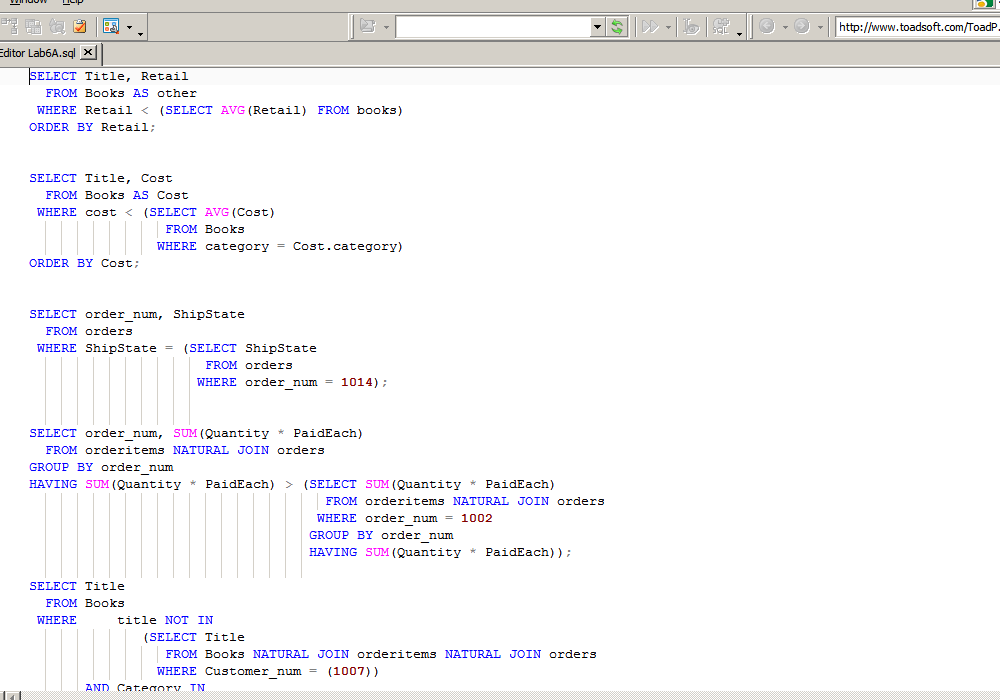 Window Help
http://www.toadsoft.com/ToadP
Editor Lab6A.sql
SELECT Title, Retail
FROM Books AS other
WHERE Retail < (SELECT AVG(Retail) FROM books)
ORDER BY Retail;
SELECT Title, Cost
FROM Books AS Cost
WHERE cost < (SELECT AVG(Cost)
FROM Books
WHERE category = Cost.category)
ORDER BY Cost;
SELECT order_num, ShipState
FROM orders
WHERE ShipState = (SELECT ShipState
FROM orders
WHERE order_num = 1014);
SELECT order_num, SUM(Quantity * PaidEach)
FROM orderitems NATURAL JOIN orders
GROUP BY order_num
HAVING SUM(Quantity * PaidEach) > (SELECT SUM(Quantity * PaidEach)
FROM orderitems NATURAL JOIN orders
WHERE order_num = 1002
GROUP BY order_num
HAVING SUM(Quantity * PaidEach));
SELECT Title
FROM Books
WHERE title NOT IN
(SELECT Title
FROM Books NATURAL JOIN orderitems NATURAL JOIN orders
WHERE Customer_num = (1007))
AND Category IN